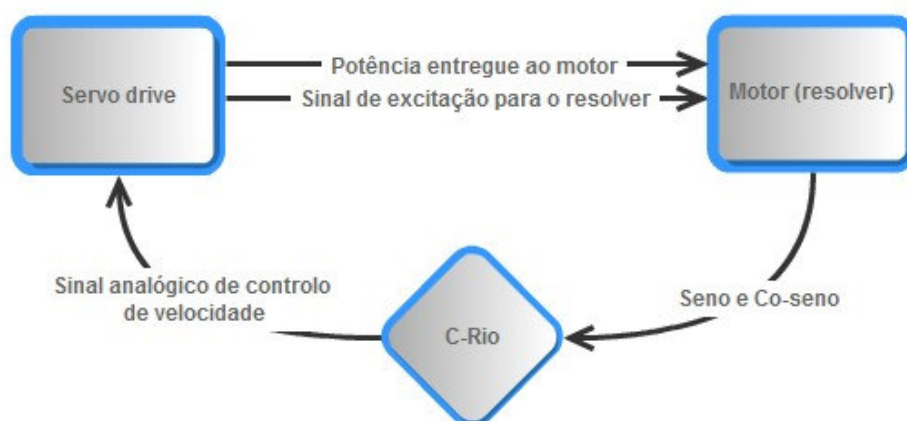 Servo drive
Potência entregue ao motor
Sinal de excitação para o resolver
Motor (resolver)
Sinal analógico de controlo
de velocidade
C-Rio
Seno e Co-seno